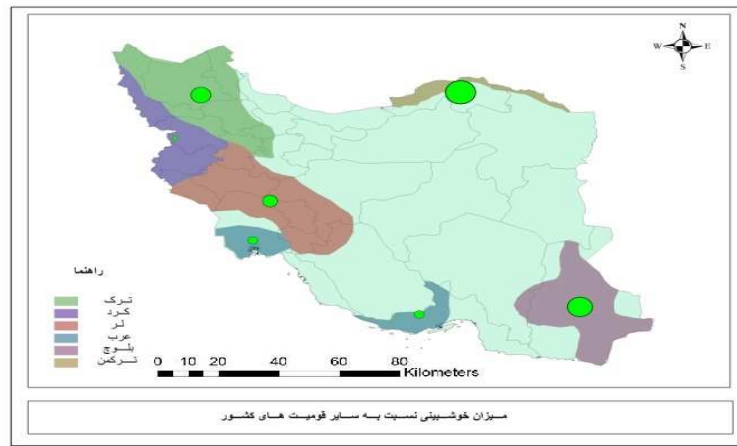 N
W E
S
راهنما
ترک
کرد
لر
عرب
بلوچ
ترکمن
0 10 20 40 60 80
Kilometers
میزان خوشبینی نسبت به سایر قومیت های کشور